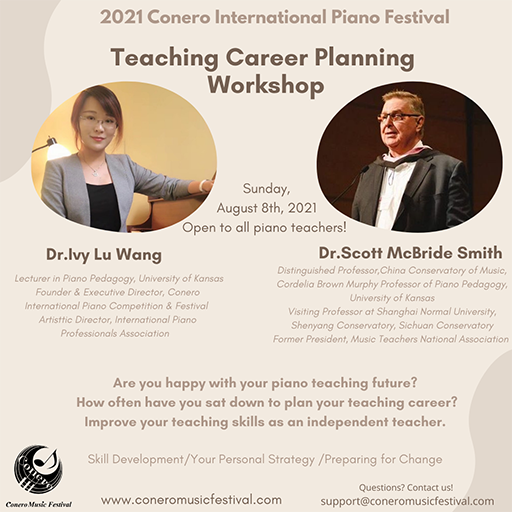 2021 Conero International Piano Festival
Teaching Career Planning
Workshop
Sunday,
August 8th, 2021
Open to all piano teachers!
Dr.Ivy Lu Wang
Lecturer in Piano Pedagogy, University of Kansas
Founder & Executive Director, Conero
International Piano Competition & Festival
Artisttic Director, International Piano
Professionals Association
Dr.Scott McBride Smith
Distinguished Professor,China Conservatory of Music,
Cordelia Brown Murphy Professor of Piano Pedagogy,
University of Kansas
Visiting Professor at Shanghai Normal University,
Shenyang Conservatory, Sichuan Conservatory
Former President, Music Teachers National Association
Are you happy with your piano teaching future?
How often have you sat down to plan your teaching career?
Improve your teaching skills as an independent teacher.
Skill Development/Your Personal Strategy /Preparing for Change
CONERO
Conero Music Festival
www.coneromusicfestival.com
Questions? Contact us!
support@coneromusicfestival.com